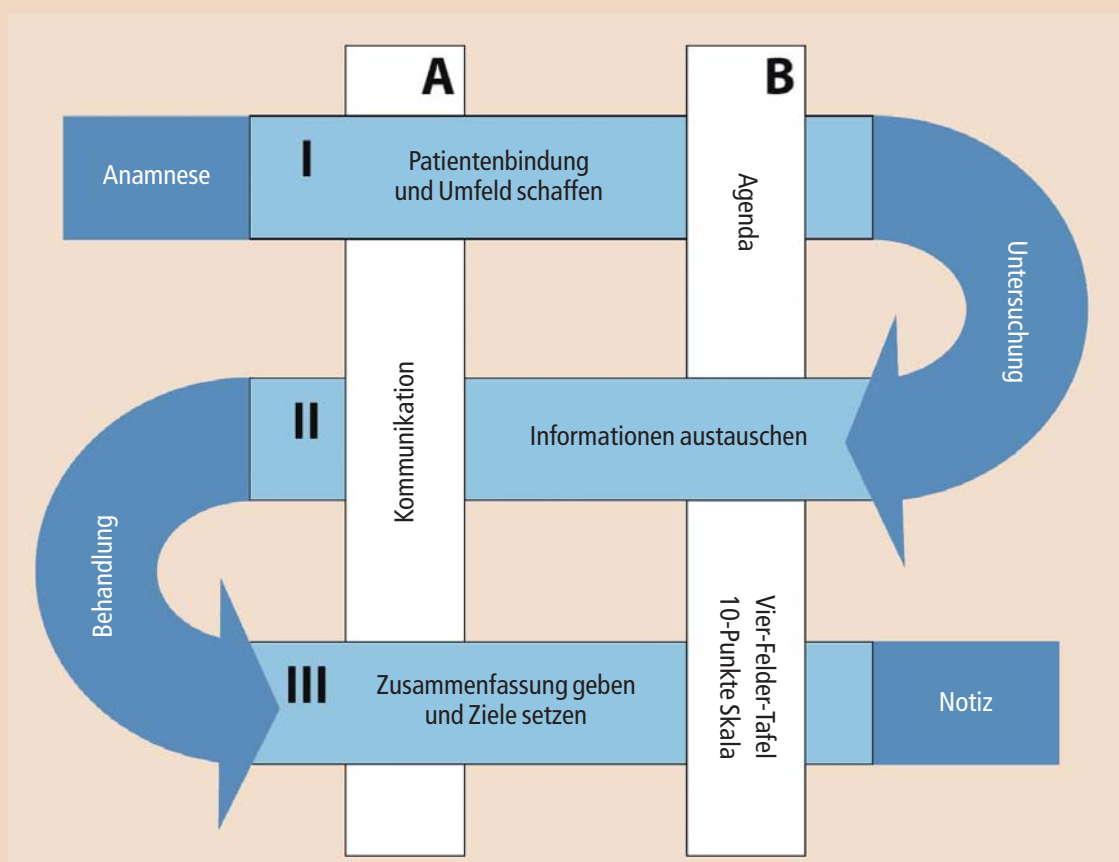 A
B
Anamnese
I
Patientenbindung
und Umfeld schaffen
Agenda
Untersuchung
II
Kommunikation
Informationen austauschen
Behandlung
III
Zusammenfassung geben
und Ziele setzen
Vier-Felder-Tafel
10-Punkte Skala
Notiz